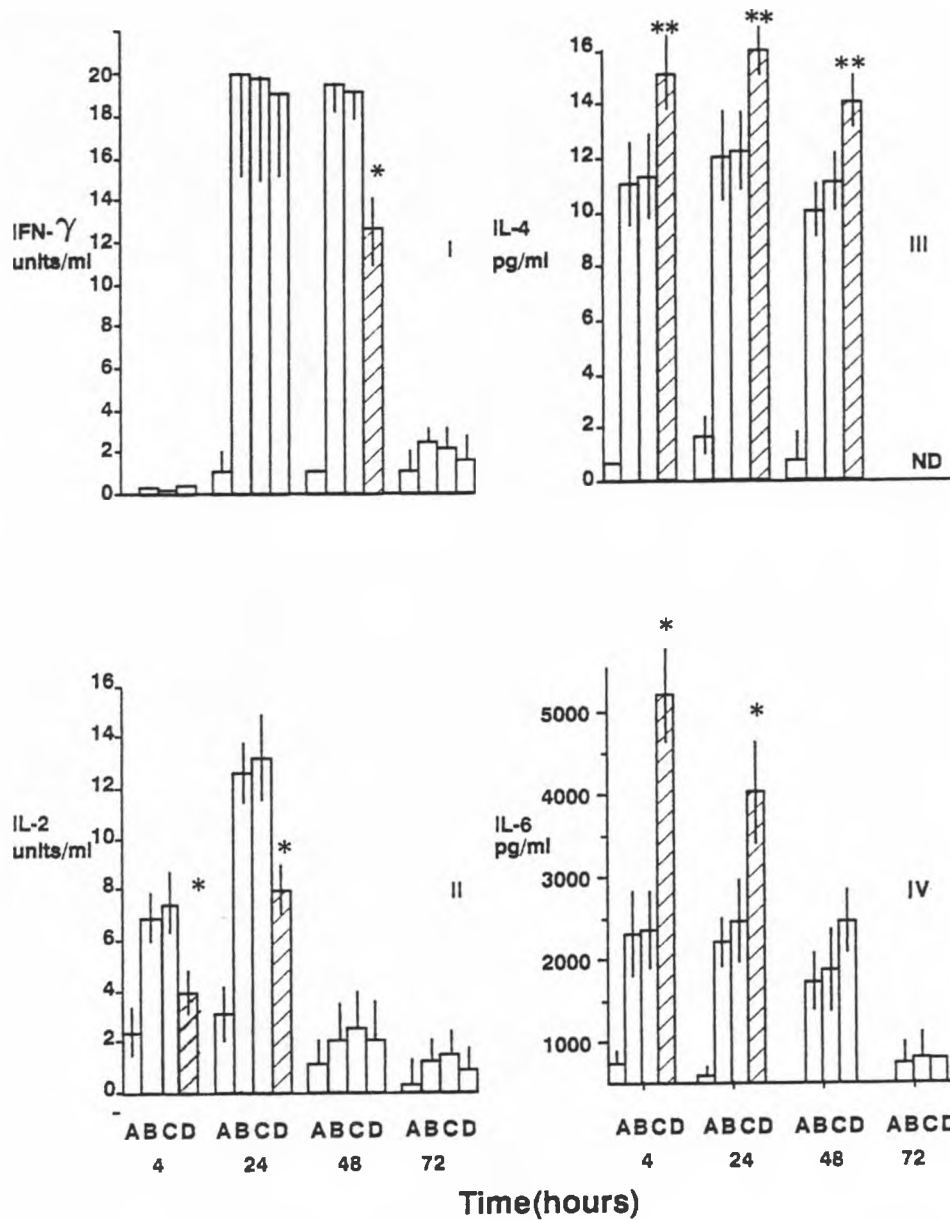 20
18
16
14
12
10
8
6
4
2
0
IFN-γ
units/ml
*
I
16
14
12
10
8
6
4
2
0
IL-4
pg/ml
**
**
**
III
ND
16
14
12
10
8
6
4
2
0
IL-2
units/ml
*
*
II
ABCD
ABCD
ABCD
ABCD
4
24
48
72
5000
4000
3000
2000
1000
IL-6
pg/ml
*
*
IV
ABCD
ABCD
ABCD
ABCD
4
24
48
72
Time(hours)